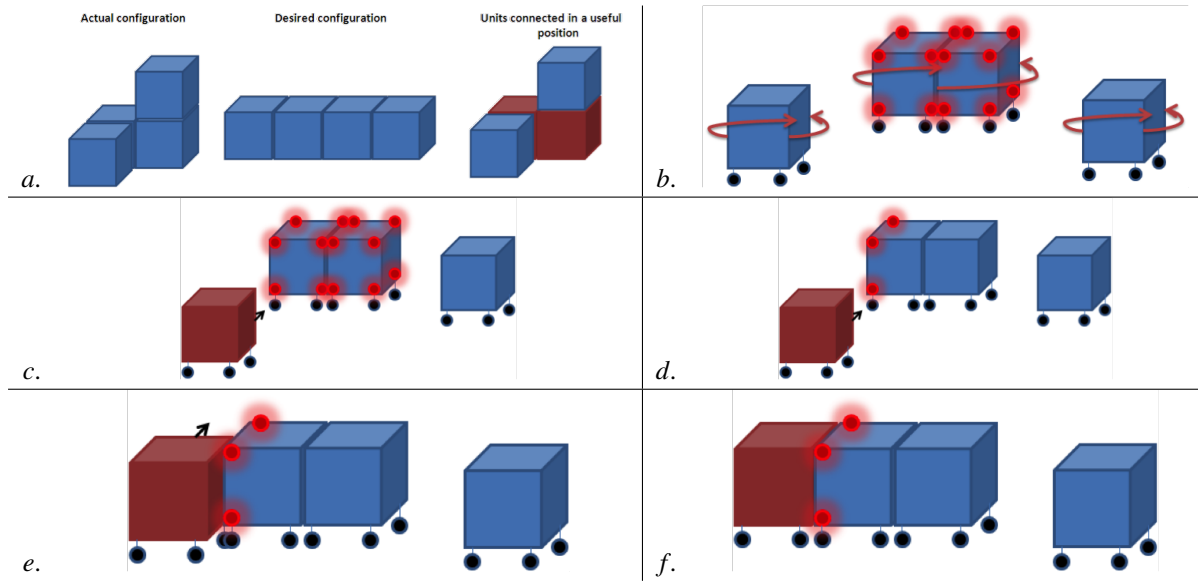 Actual configuration
Desired configuration
Units connected in a useful
position
a.
b.
c.
d.
e.
f.